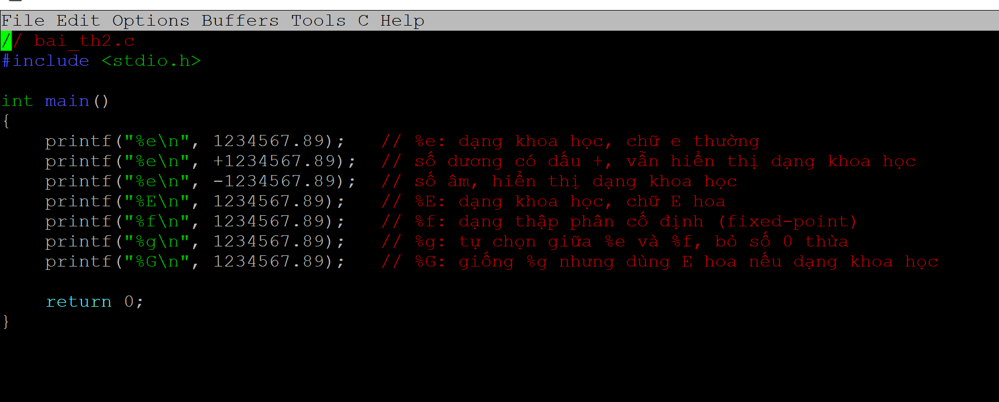 File Edit Options Buffers Tools C Help
// bai_th2.c
#include <stdio.h>
int main()
{
    printf("%e\n", 1234567.89);   // %e: dạng khoa học, chữ e thường
    printf("%e\n", +1234567.89);  // số dương có dấu +, vẫn hiển thị dạng khoa học
    printf("%e\n", -1234567.89);  // số âm, hiển thị dạng khoa học
    printf("%E\n", 1234567.89);   // %E: dạng khoa học, chữ E hoa
    printf("%f\n", 1234567.89);   // %f: dạng thập phân cố định (fixed-point)
    printf("%g\n", 1234567.89);   // %g: tự chọn giữa %e và %f, bỏ số 0 thừa
    printf("%G\n", 1234567.89);   // %G: giống %g nhưng dùng E hoa nếu dạng khoa học
    return 0;
}